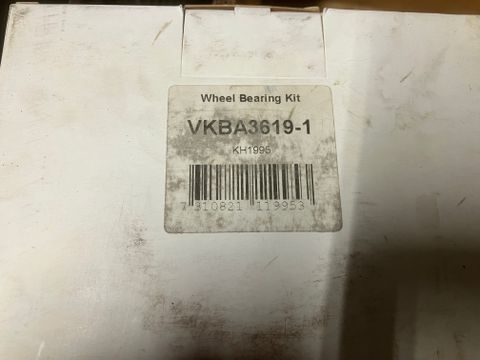 Wheel Bearing Kit
VKBA3619-1
KH1995
7 310821 119953